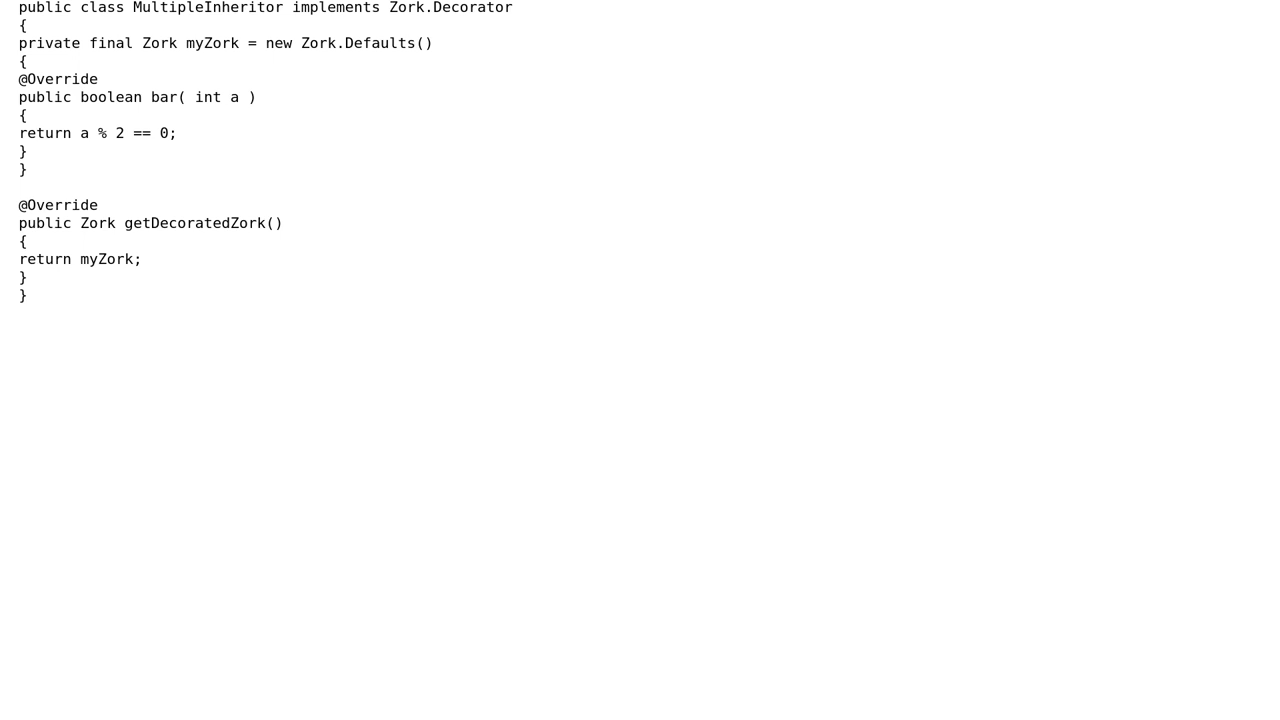 public class MultipleInheritor implements Zork.Decorator
{
private final Zork myZork = new Zork.Defaults()
{
@Override
public boolean bar( int a )
{
return a % 2 == 0;
}
}

@Override
public Zork getDecoratedZork()
{
return myZork;
}
}